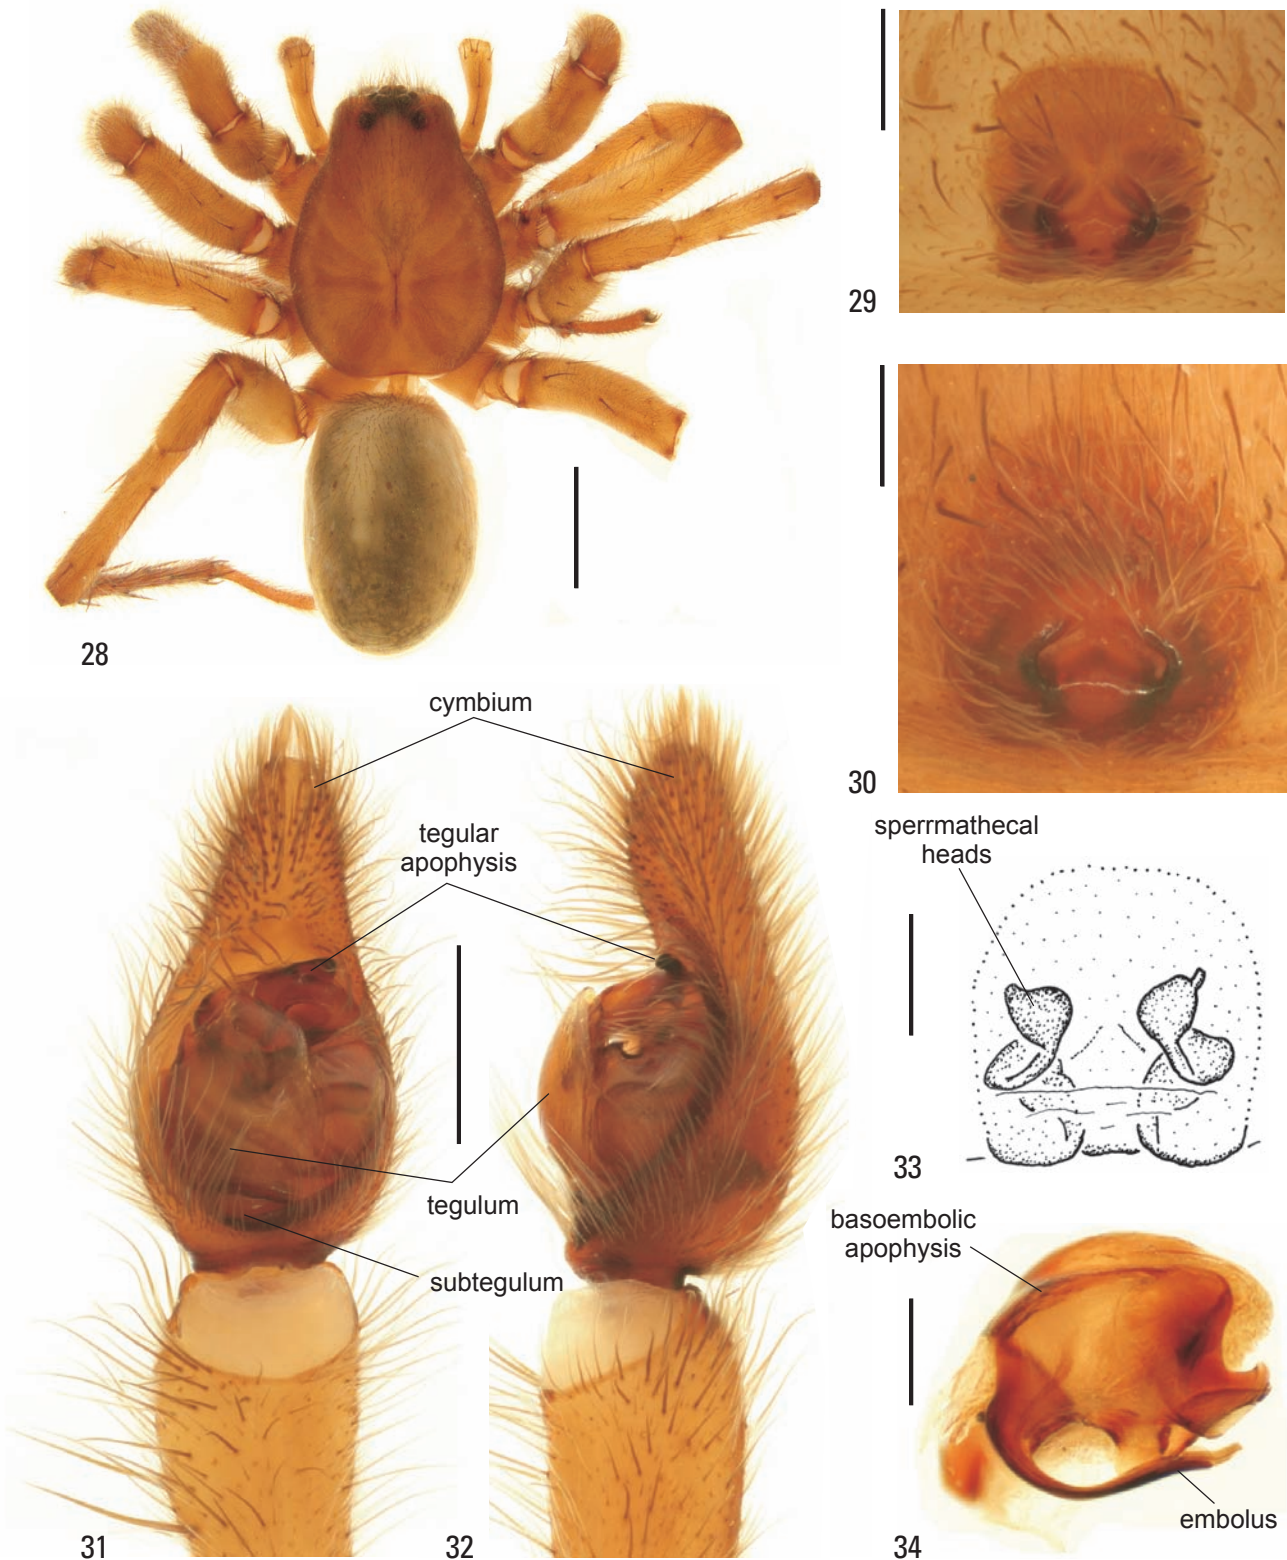 28
29
30
cymbium
tegular
apophysis
tegulum
subtegulum
31
32
sperrmathecal
heads
33
basoembolic
apophysis
embolus
34